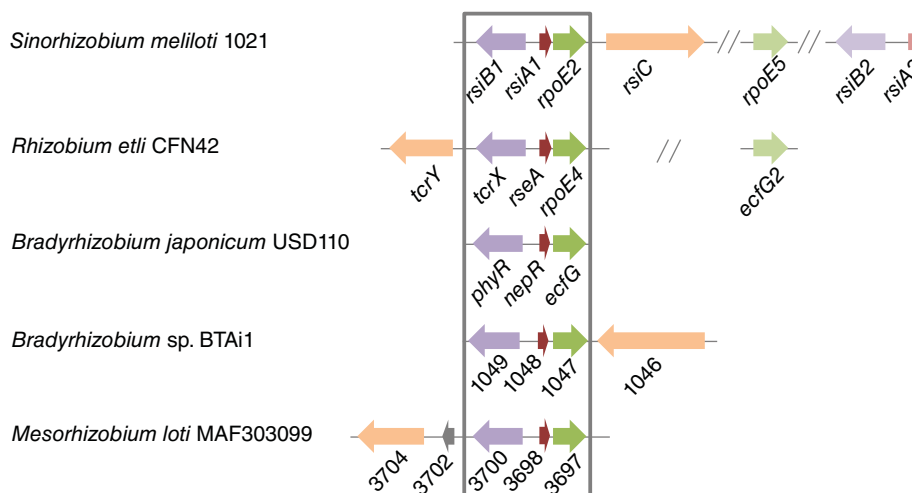 Sinorhizobium meliloti 1021
rsiB1 rsiA1 rpoE2 rsiC rpoE5 rsiB2 rsiA2
Rhizobium etli CFN42
tcrY tcrX rseA rpoE4 ecfG2
Bradyrhizobium japonicum USD110
phyR nepR ecfG
Bradyrhizobium sp. BTAi1
1049 1048 1047 1046
Mesorhizobium loti MAF303099
3704 3702 3700 3698 3697